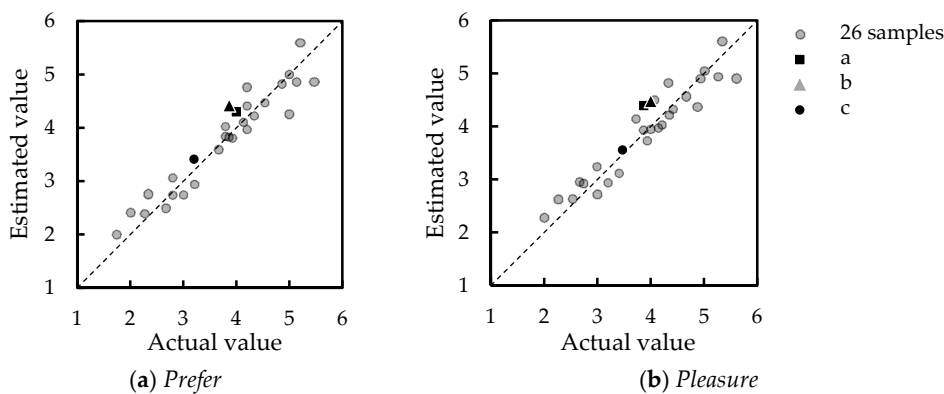 6
5
4
3
2
1
Estimated value
1 2 3 4 5 6
Actual value
(a) Prefer
6
5
4
3
2
1
Estimated value
1 2 3 4 5 6
Actual value
(b) Pleasure
26 samples
a
b
c